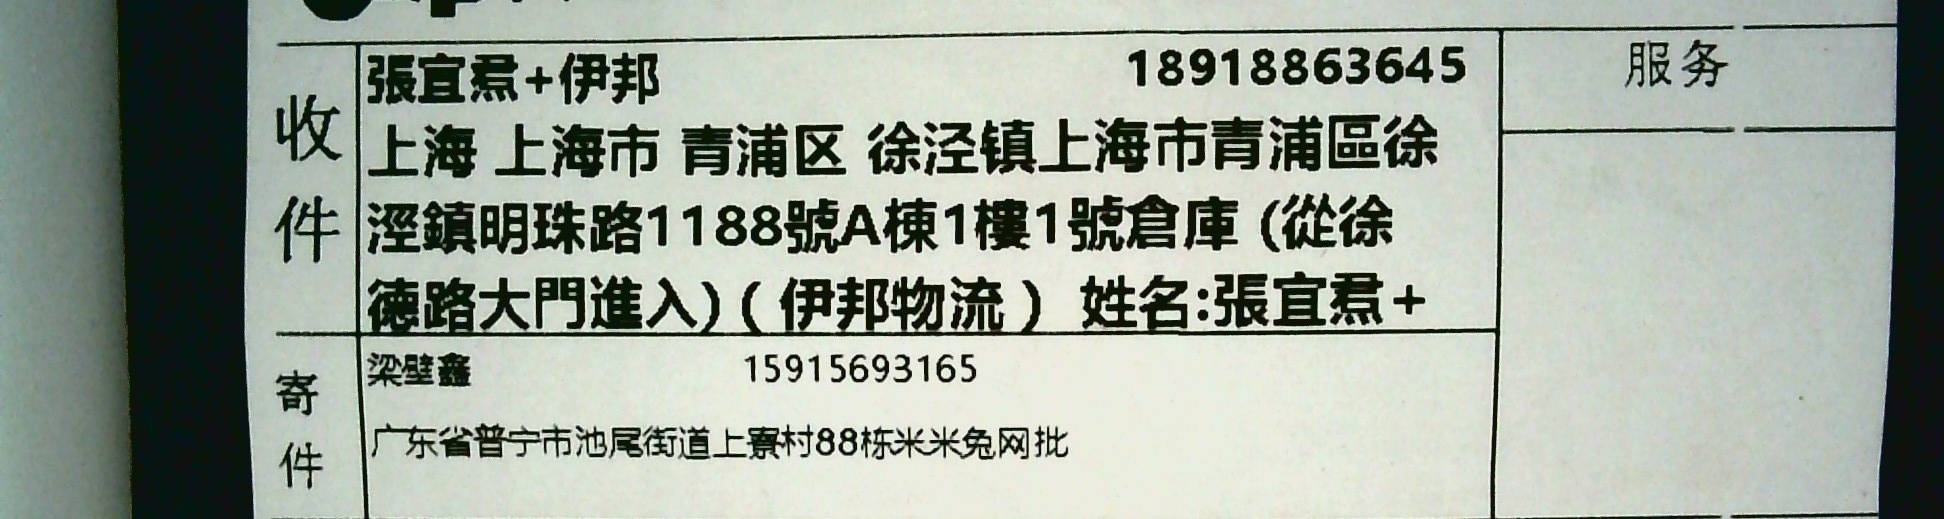 張宜焄+伊邦 18918863645 服务
收件
上海 上海市 青浦区 徐泾镇上海市青浦區徐
涇鎮明珠路1188號A棟1樓1號倉庫 (從徐
德路大門進入) ( 伊邦物流 ) 姓名:張宜焄+
寄件
梁壁鑫 15915693165
广东省普宁市池尾街道上寮村88栋米米兔网批